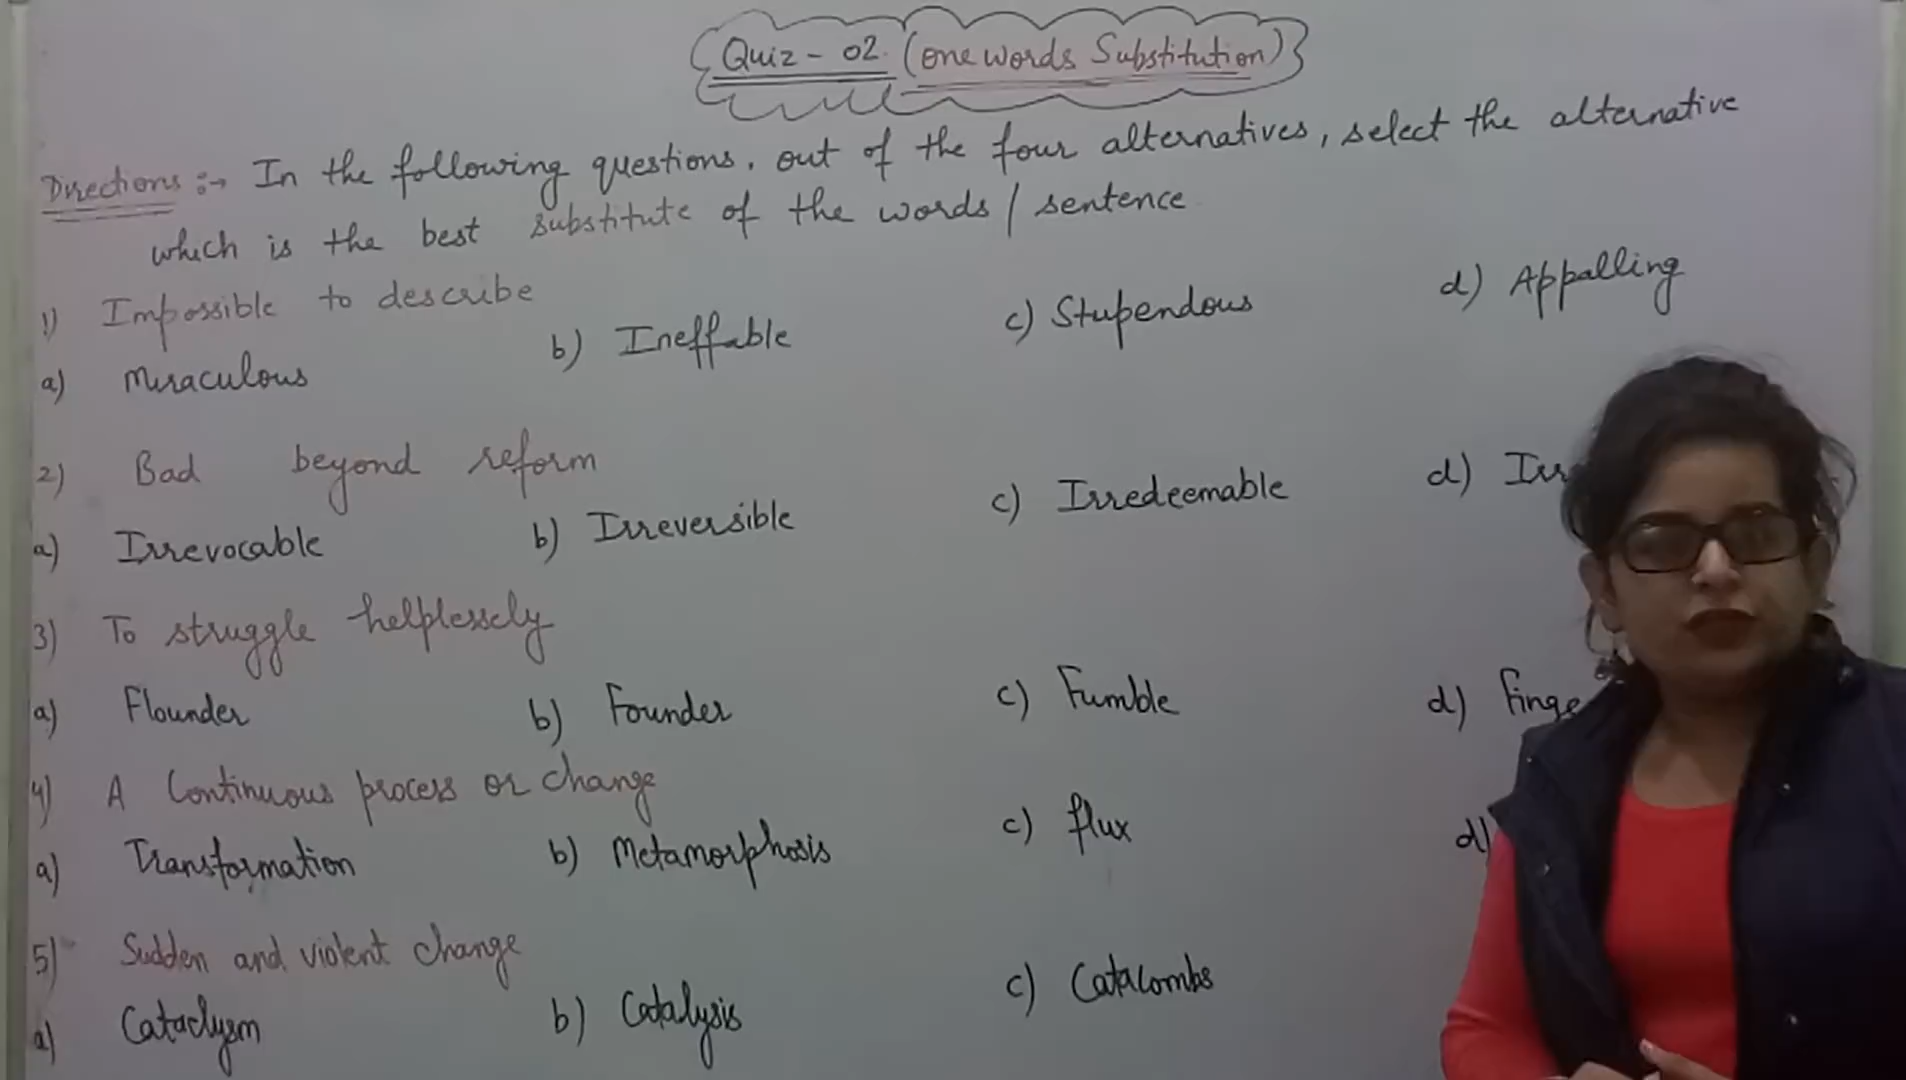 Quiz - 02. (one words Substitution)
Directions :→ In the following questions, out of the four alternatives, select the alternative
which is the best substitute of the words / sentence
1) Impossible to describe
a) Miraculous b) Ineffable c) Stupendous d) Appalling
2) Bad beyond reform
a) Irrevocable b) Irreversible c) Irredeemable d) Irr
3) To struggle helplessely
a) Flounder b) Founder c) Fumble d) Finge
4) A Continuous process or change
a) Transformation b) Metamorphosis c) flux d)
5) Sudden and violent change
a) Cataclysm b) Catalysis c) Catacombs